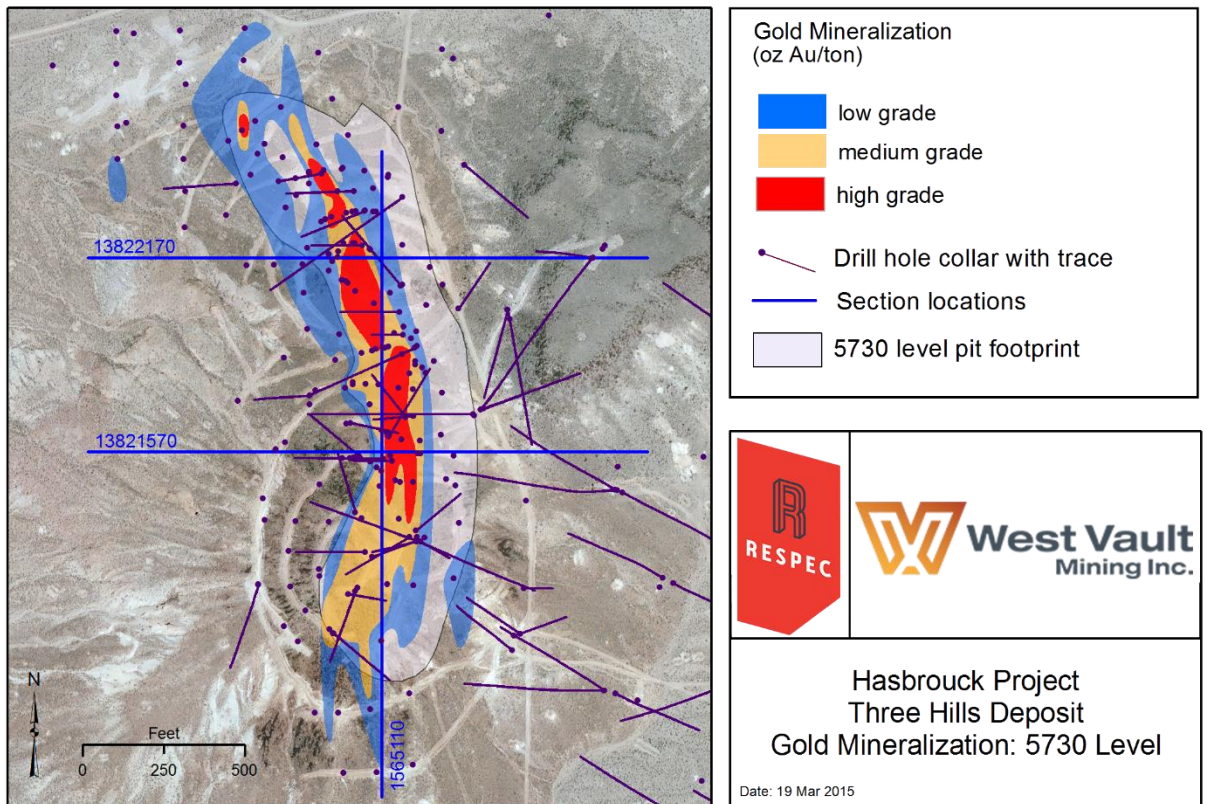 13822170
13821570
1565110
N
Feet
0 250 500
Gold Mineralization
(oz Au/ton)
low grade
medium grade
high grade
Drill hole collar with trace
Section locations
5730 level pit footprint
R
RESPEC
West Vault
Mining Inc.
Hasbrouck Project
Three Hills Deposit
Gold Mineralization: 5730 Level
Date: 19 Mar 2015